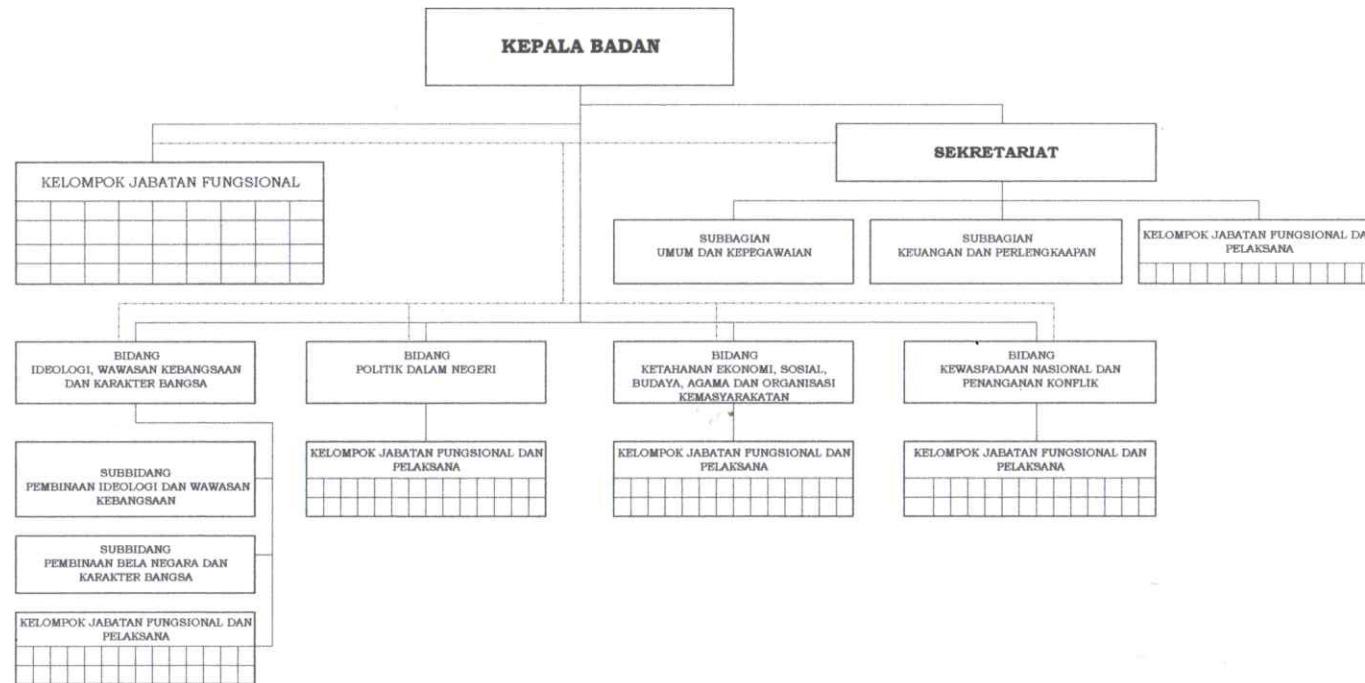 KEPALA BADAN
SEKRETARIAT
KELOMPOK JABATAN FUNGSIONAL
SUBBAGIAN
UMUM DAN KEPEGAWAIAN
SUBBAGIAN
KEUANGAN DAN PERLENGKAAPAN
KELOMPOK JABATAN FUNGSIONAL DA
PELAKSANA
BIDANG
IDEOLOGI, WAWASAN KEBANGSAAN
DAN KARAKTER BANGSA
BIDANG
POLITIK DALAM NEGERI
BIDANG
KETAHANAN EKONOMI, SOSIAL,
BUDAYA, AGAMA DAN ORGANISASI
KEMASYARAKATAN
BIDANG
KEWASPADAAN NASIONAL DAN
PENANGANAN KONFLIK
SUBBIDANG
PEMBINAAN IDEOLOGI DAN WAWASAN
KEBANGSAAN
KELOMPOK JABATAN FUNGSIONAL DAN
PELAKSANA
KELOMPOK JABATAN FUNGSIONAL DAN
PELAKSANA
KELOMPOK JABATAN FUNGSIONAL DAN
PELAKSANA
SUBBIDANG
PEMBINAAN BELA NEGARA DAN
KARAKTER BANGSA
KELOMPOK JABATAN FUNGSIONAL DAN
PELAKSANA